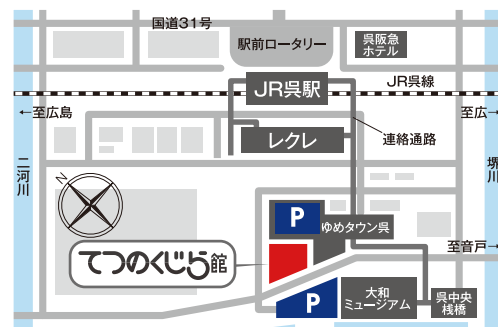 国道31号
駅前ロータリー
呉阪急
ホテル
JR呉駅
JR呉線
←至広島
至広→
レクレ
連絡通路
二河川
堺川
N
P
ゆめタウン呉
至音戸→
てつのくじら館
P
大和
ミュージアム
呉中央
桟橋